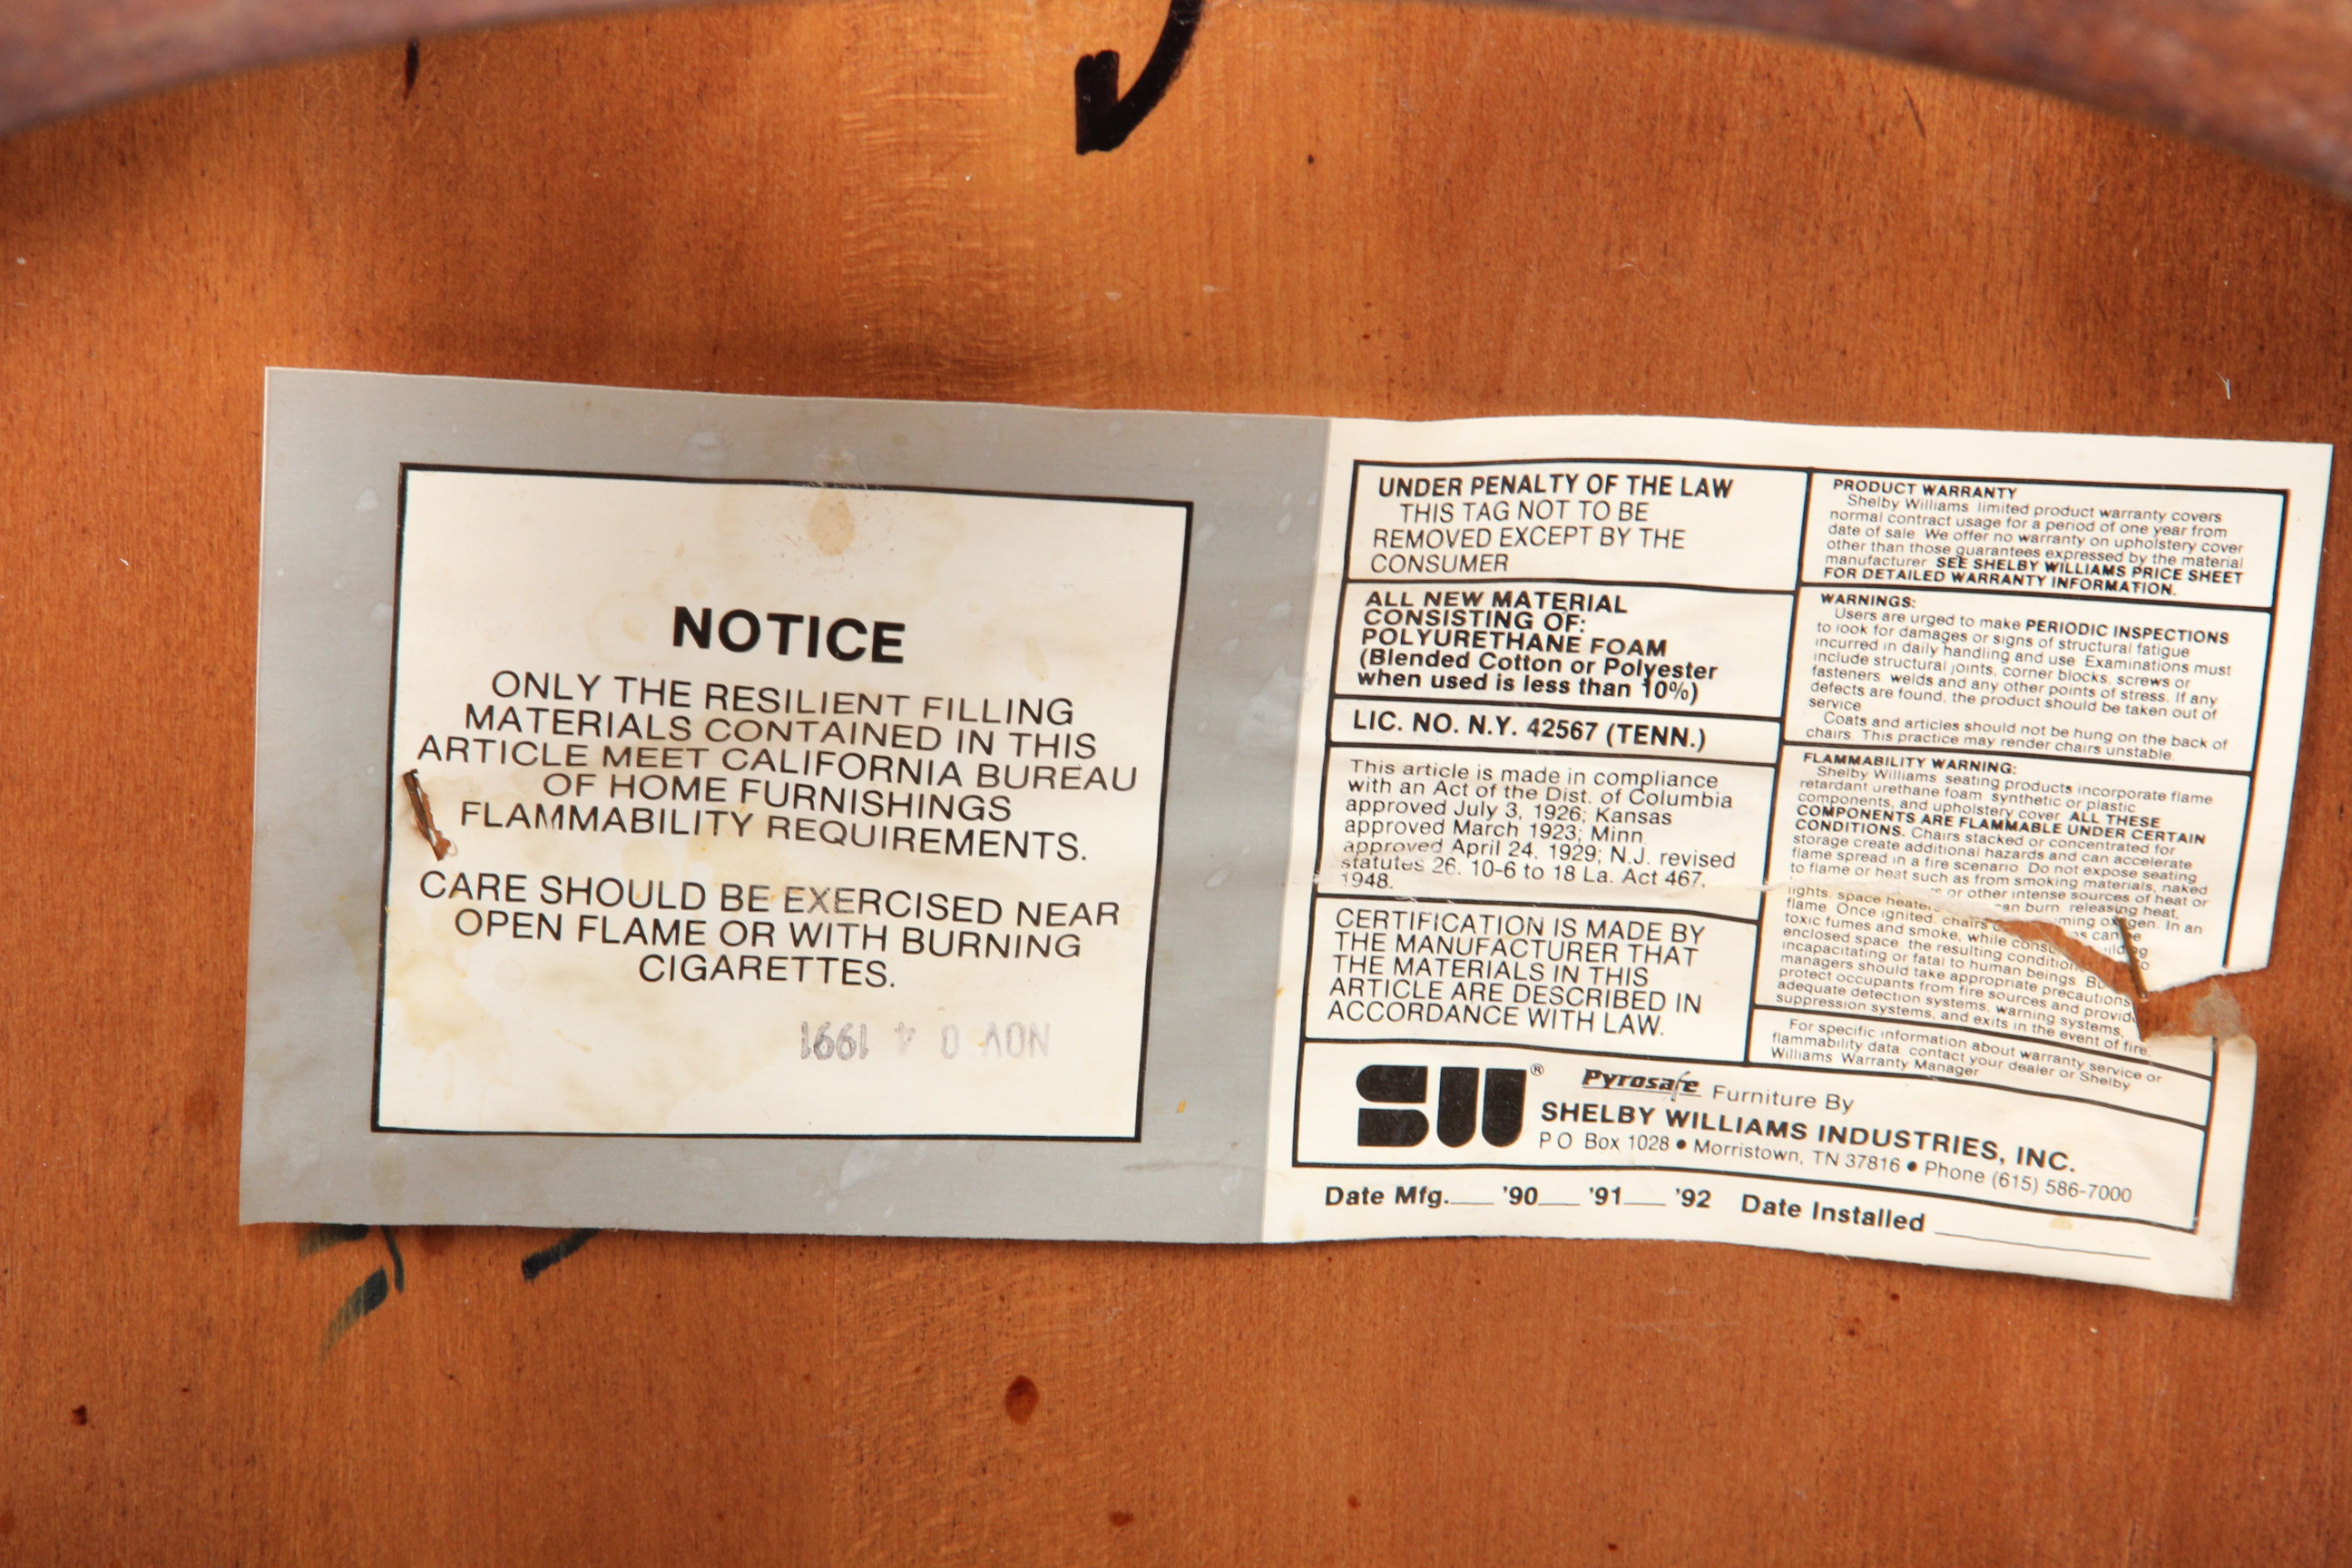 NOTICE
ONLY THE RESILIENT FILLING
MATERIALS CONTAINED IN THIS
ARTICLE MEET CALIFORNIA BUREAU
OF HOME FURNISHINGS
FLAMMABILITY REQUIREMENTS.
CARE SHOULD BE EXERCISED NEAR
OPEN FLAME OR WITH BURNING
CIGARETTES.
NOV 0 4 1991
UNDER PENALTY OF THE LAW
THIS TAG NOT TO BE
REMOVED EXCEPT BY THE
CONSUMER
ALL NEW MATERIAL
CONSISTING OF:
POLYURETHANE FOAM
(Blended Cotton or Polyester
when used is less than 10%)
LIC. NO. N.Y. 42567 (TENN.)
This article is made in compliance
with an Act of the Dist. of Columbia
approved July 3, 1926; Kansas
approved March 1923; Minn.
approved April 24, 1929; N.J. revised
statutes 26. 10-6 to 18 La. Act 467,
1948.
CERTIFICATION IS MADE BY
THE MANUFACTURER THAT
THE MATERIALS IN THIS
ARTICLE ARE DESCRIBED IN
ACCORDANCE WITH LAW.
PRODUCT WARRANTY
Shelby Williams limited product warranty covers
normal contract usage for a period of one year from
date of sale. We offer no warranty on upholstery cover
other than those guarantees expressed by the material
manufacturer. SEE SHELBY WILLIAMS PRICE SHEET
FOR DETAILED WARRANTY INFORMATION.
WARNINGS:
Users are urged to make PERIODIC INSPECTIONS
to look for damages or signs of structural fatigue
incurred in daily handling and use. Examinations must
include structural joints, corner blocks, screws or
fasteners, welds and any other points of stress. If any
defects are found, the product should be taken out of
service.
Coats and articles should not be hung on the back of
chairs. This practice may render chairs unstable.
FLAMMABILITY WARNING:
Shelby Williams seating products incorporate flame
retardant urethane foam, synthetic or plastic
components, and upholstery cover. ALL THESE
COMPONENTS ARE FLAMMABLE UNDER CERTAIN
CONDITIONS. Chairs stacked or concentrated for
storage create additional hazards and can accelerate
flame spread in a fire scenario. Do not expose seating
to flame or heat such as from smoking materials, naked
lights, space or other intense sources of heat or
flame. Once ignited, chairs can burn, releasing heat,
toxic fumes and smoke, while oxygen. In an
enclosed space, the resulting can be
incapacitating or fatal to human beings.
managers should take appropriate precautions to
protect occupants from fire sources and provide
adequate detection systems, warning systems,
suppression systems, and exits in the event of fire.
For specific information about warranty service or
flammability data, contact your dealer or Shelby
Williams Warranty Manager
SW ® Pyrosafe Furniture By
SHELBY WILLIAMS INDUSTRIES, INC.
P O Box 1028 • Morristown, TN 37816 • Phone (615) 586-7000
Date Mfg.___ '90___ '91___ '92 Date Installed